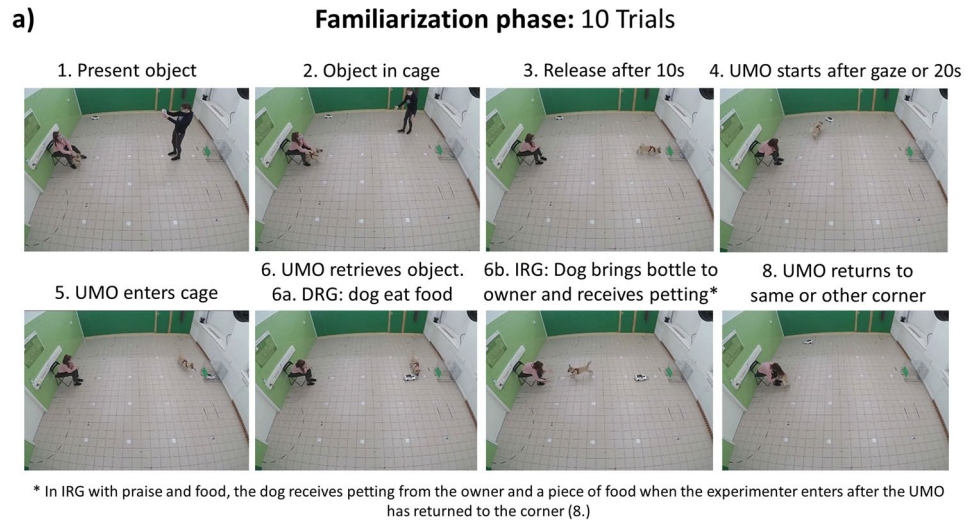 a)
Familiarization phase: 10 Trials
1. Present object
2. Object in cage
3. Release after 10s
4. UMO starts after gaze or 20s
5. UMO enters cage
6. UMO retrieves object.
6a. DRG: dog eat food
6b. IRG: Dog brings bottle to
owner and receives petting*
8. UMO returns to
same or other corner
* In IRG with praise and food, the dog receives petting from the owner and a piece of food when the experimenter enters after the UMO
has returned to the corner (8.)